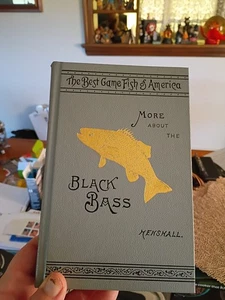 The Best Game Fish of America
More
about
the
Black
Bass
Henshall.